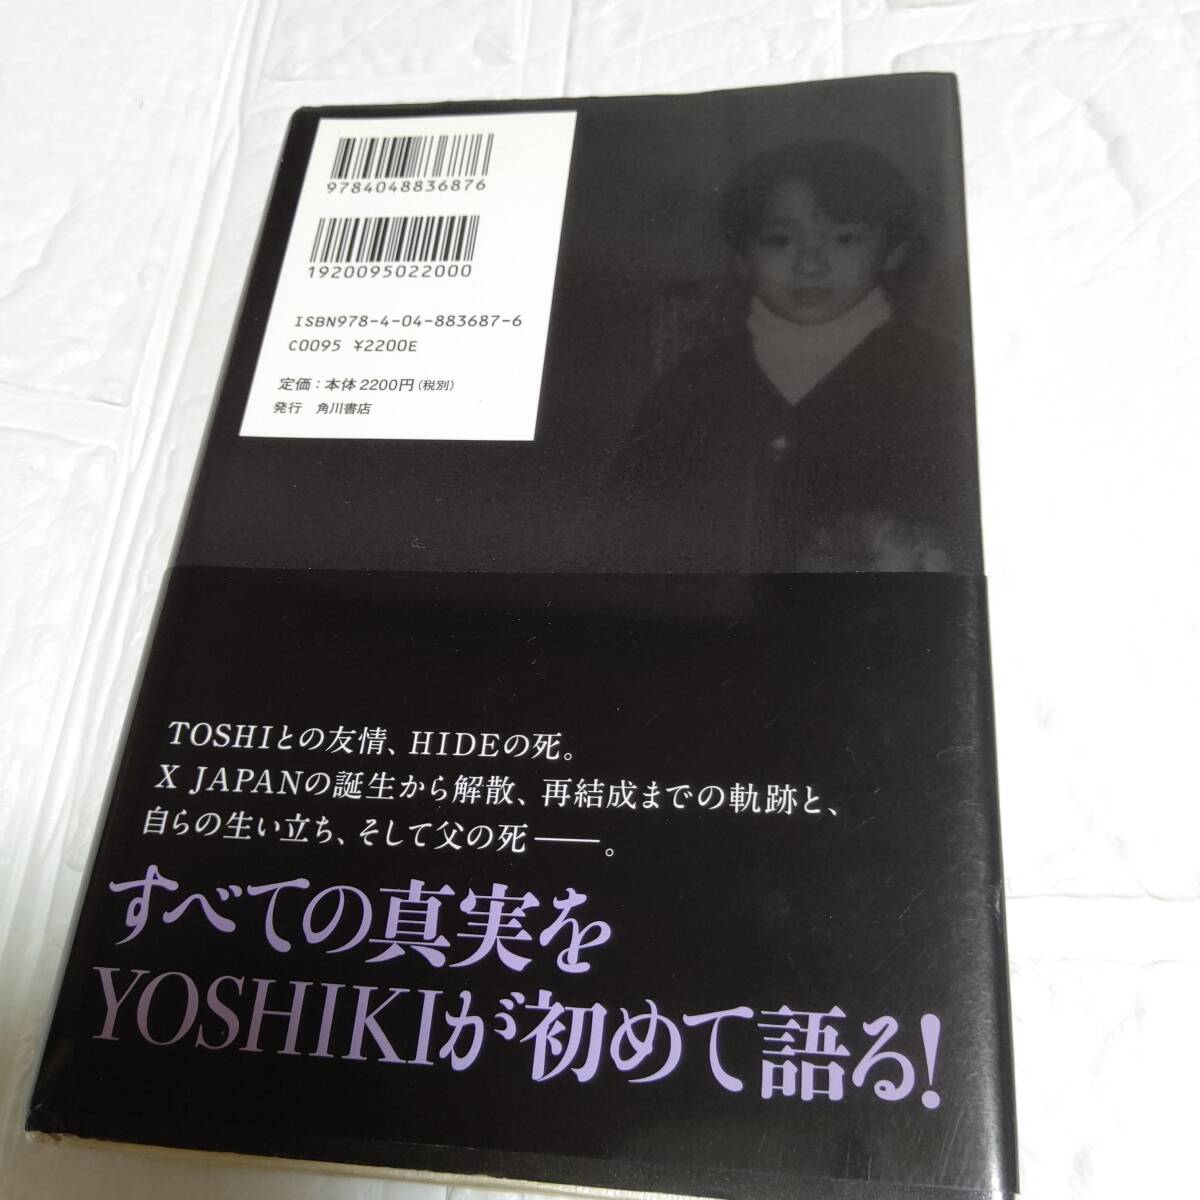 9784048836876
1920095022000
ISBN978-4-04-883687-6
C0095 ¥2200E
定価：本体2200円（税別）
発行　角川書店
TOSHIとの友情、HIDEの死。
X JAPANの誕生から解散、再結成までの軌跡と、
自らの生い立ち、そして父の死――。
すべての真実を
YOSHIKIが初めて語る!